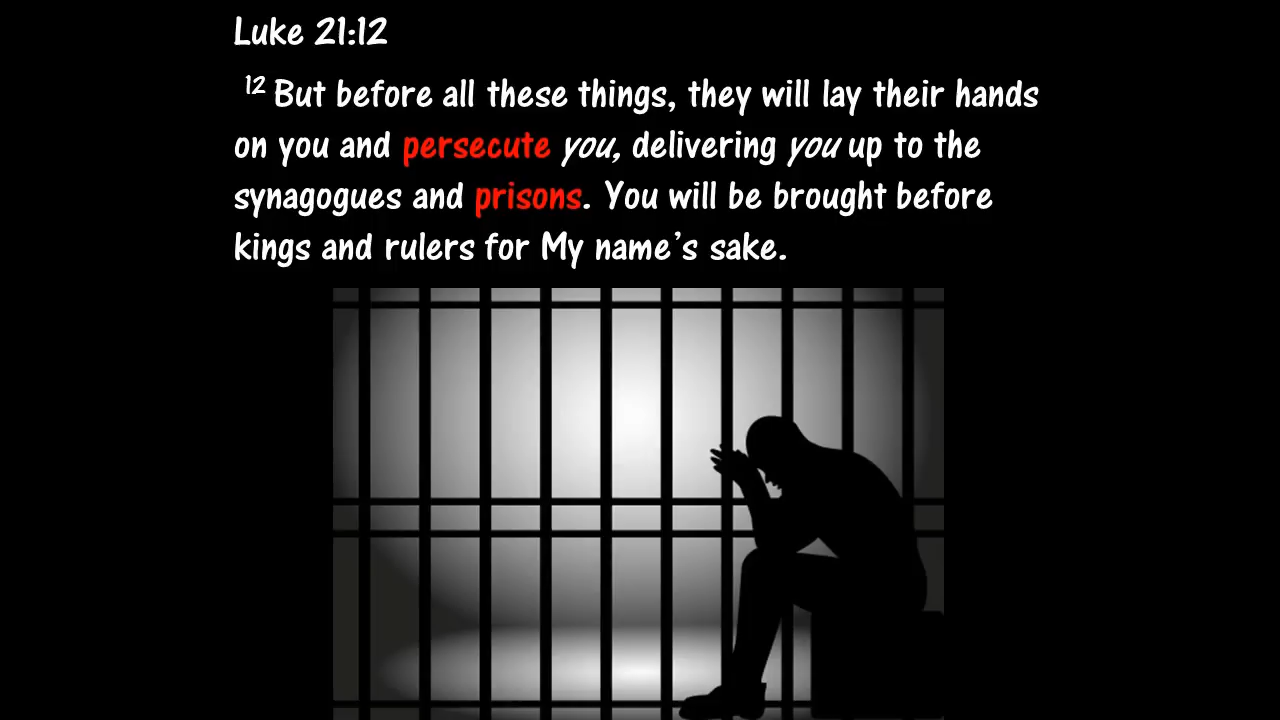 Luke 21:12
12 But before all these things, they will lay their hands
on you and persecute you, delivering you up to the
synagogues and prisons. You will be brought before
kings and rulers for My name’s sake.